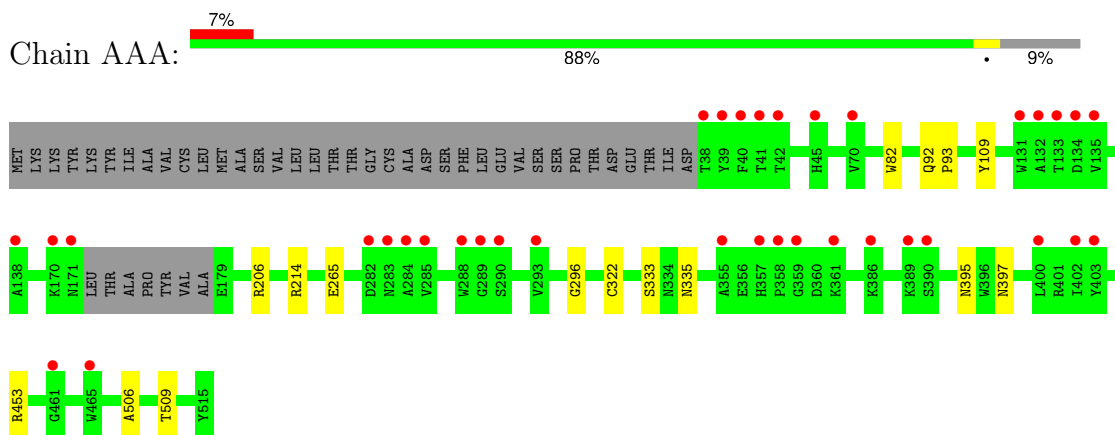 7%
Chain AAA:
88% • 9%
MET LYS LYS TYR LYS TYR ILE ALA VAL CYS LEU MET ALA SER VAL LEU LEU THR THR GLY CYS ALA ASP SER PHE LEU GLU VAL SER SER PRO THR ASP GLU THR ILE ASP T38 Y39 F40 T41 T42 H45 V70 W82 Q92 P93 Y109 W131 A132 T133 D134 V135
A138 K170 N171 LEU THR ALA PRO TYR VAL ALA E179 R206 R214 E265 D282 N283 A284 V285 W288 G289 S290 V293 G296 C322 S333 N334 N335 A355 E356 H357 P358 G359 D360 K361 K386 K389 S390 N395 W396 N397 L400 R401 I402 Y403
R453 G461 W465 A506 T509 Y515